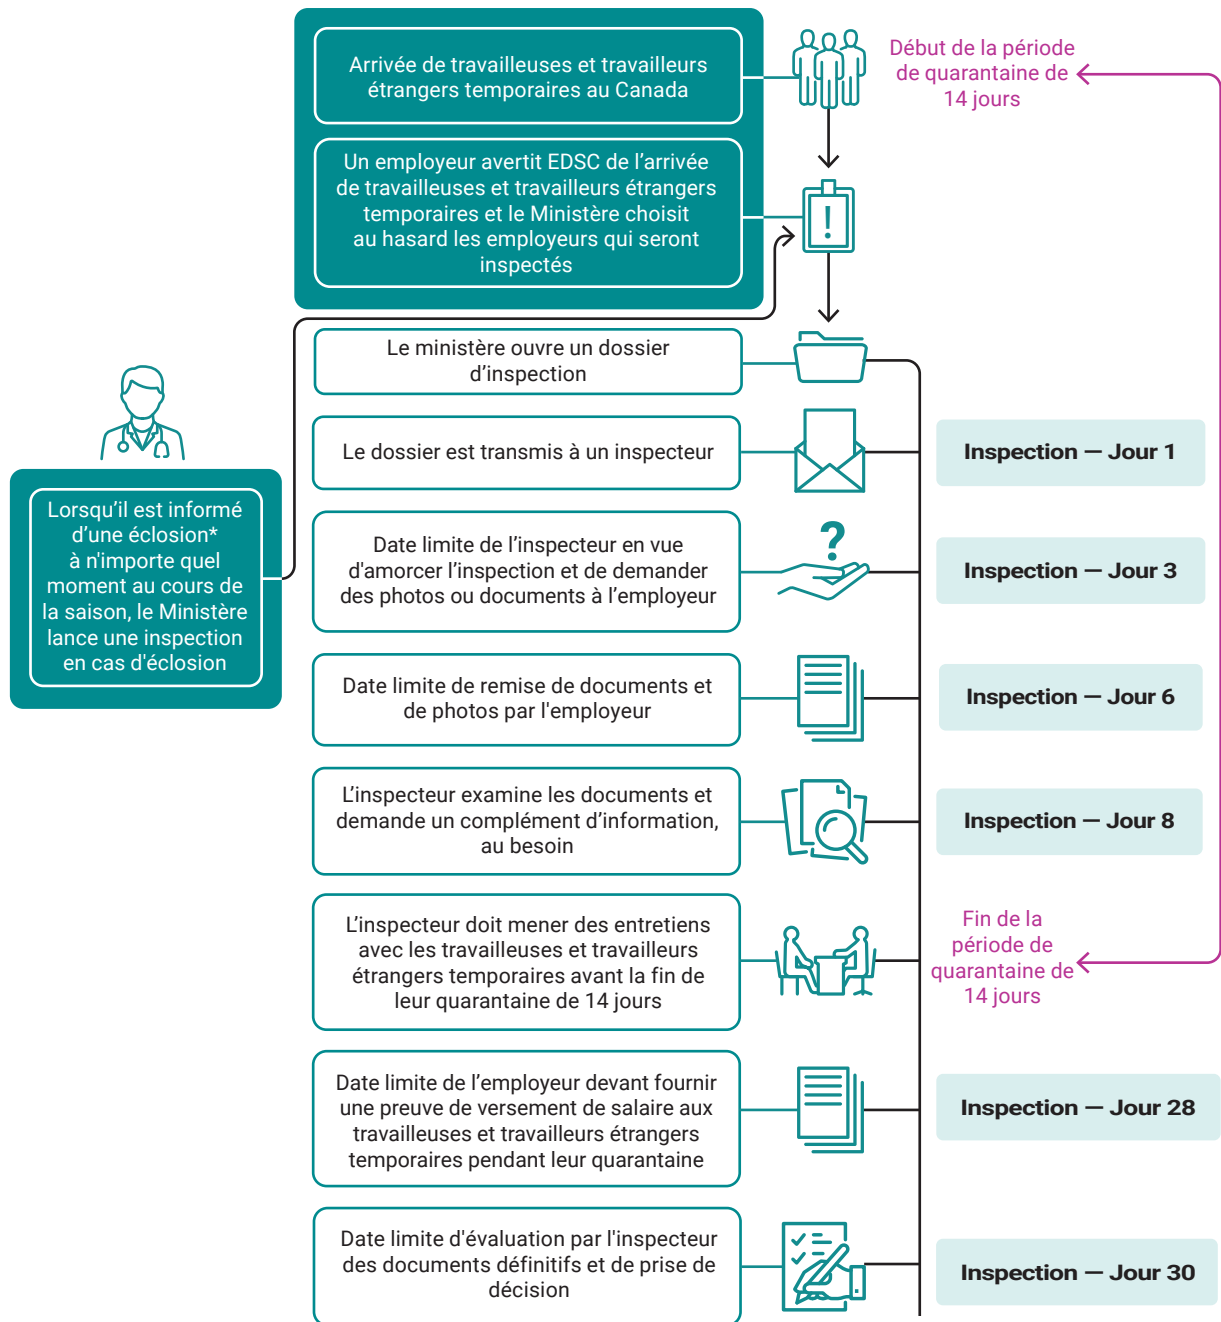 Arrivée de travailleuses et travailleurs
étrangers temporaires au Canada
Début de la période
de quarantaine de
14 jours
Un employeur avertit EDSC de l'arrivée
de travailleuses et travailleurs étrangers
temporaires et le Ministère choisit
au hasard les employeurs qui seront
inspectés
!
Le ministère ouvre un dossier
d'inspection
Lorsqu'il est informé
d'une éclosion*
à n'importe quel
moment au cours de
la saison, le Ministère
lance une inspection
en cas d'éclosion
Le dossier est transmis à un inspecteur
Inspection — Jour 1
Date limite de l'inspecteur en vue
d'amorcer l'inspection et de demander
des photos ou documents à l'employeur
?
Inspection — Jour 3
Date limite de remise de documents et
de photos par l'employeur
Inspection — Jour 6
L'inspecteur examine les documents et
demande un complément d'information,
au besoin
Inspection — Jour 8
L'inspecteur doit mener des entretiens
avec les travailleuses et travailleurs
étrangers temporaires avant la fin de
leur quarantaine de 14 jours
Fin de la
période de
quarantaine de
14 jours
Date limite de l'employeur devant fournir
une preuve de versement de salaire aux
travailleuses et travailleurs étrangers
temporaires pendant leur quarantaine
Inspection — Jour 28
Date limite d'évaluation par l'inspecteur
des documents définitifs et de prise de
décision
Inspection — Jour 30